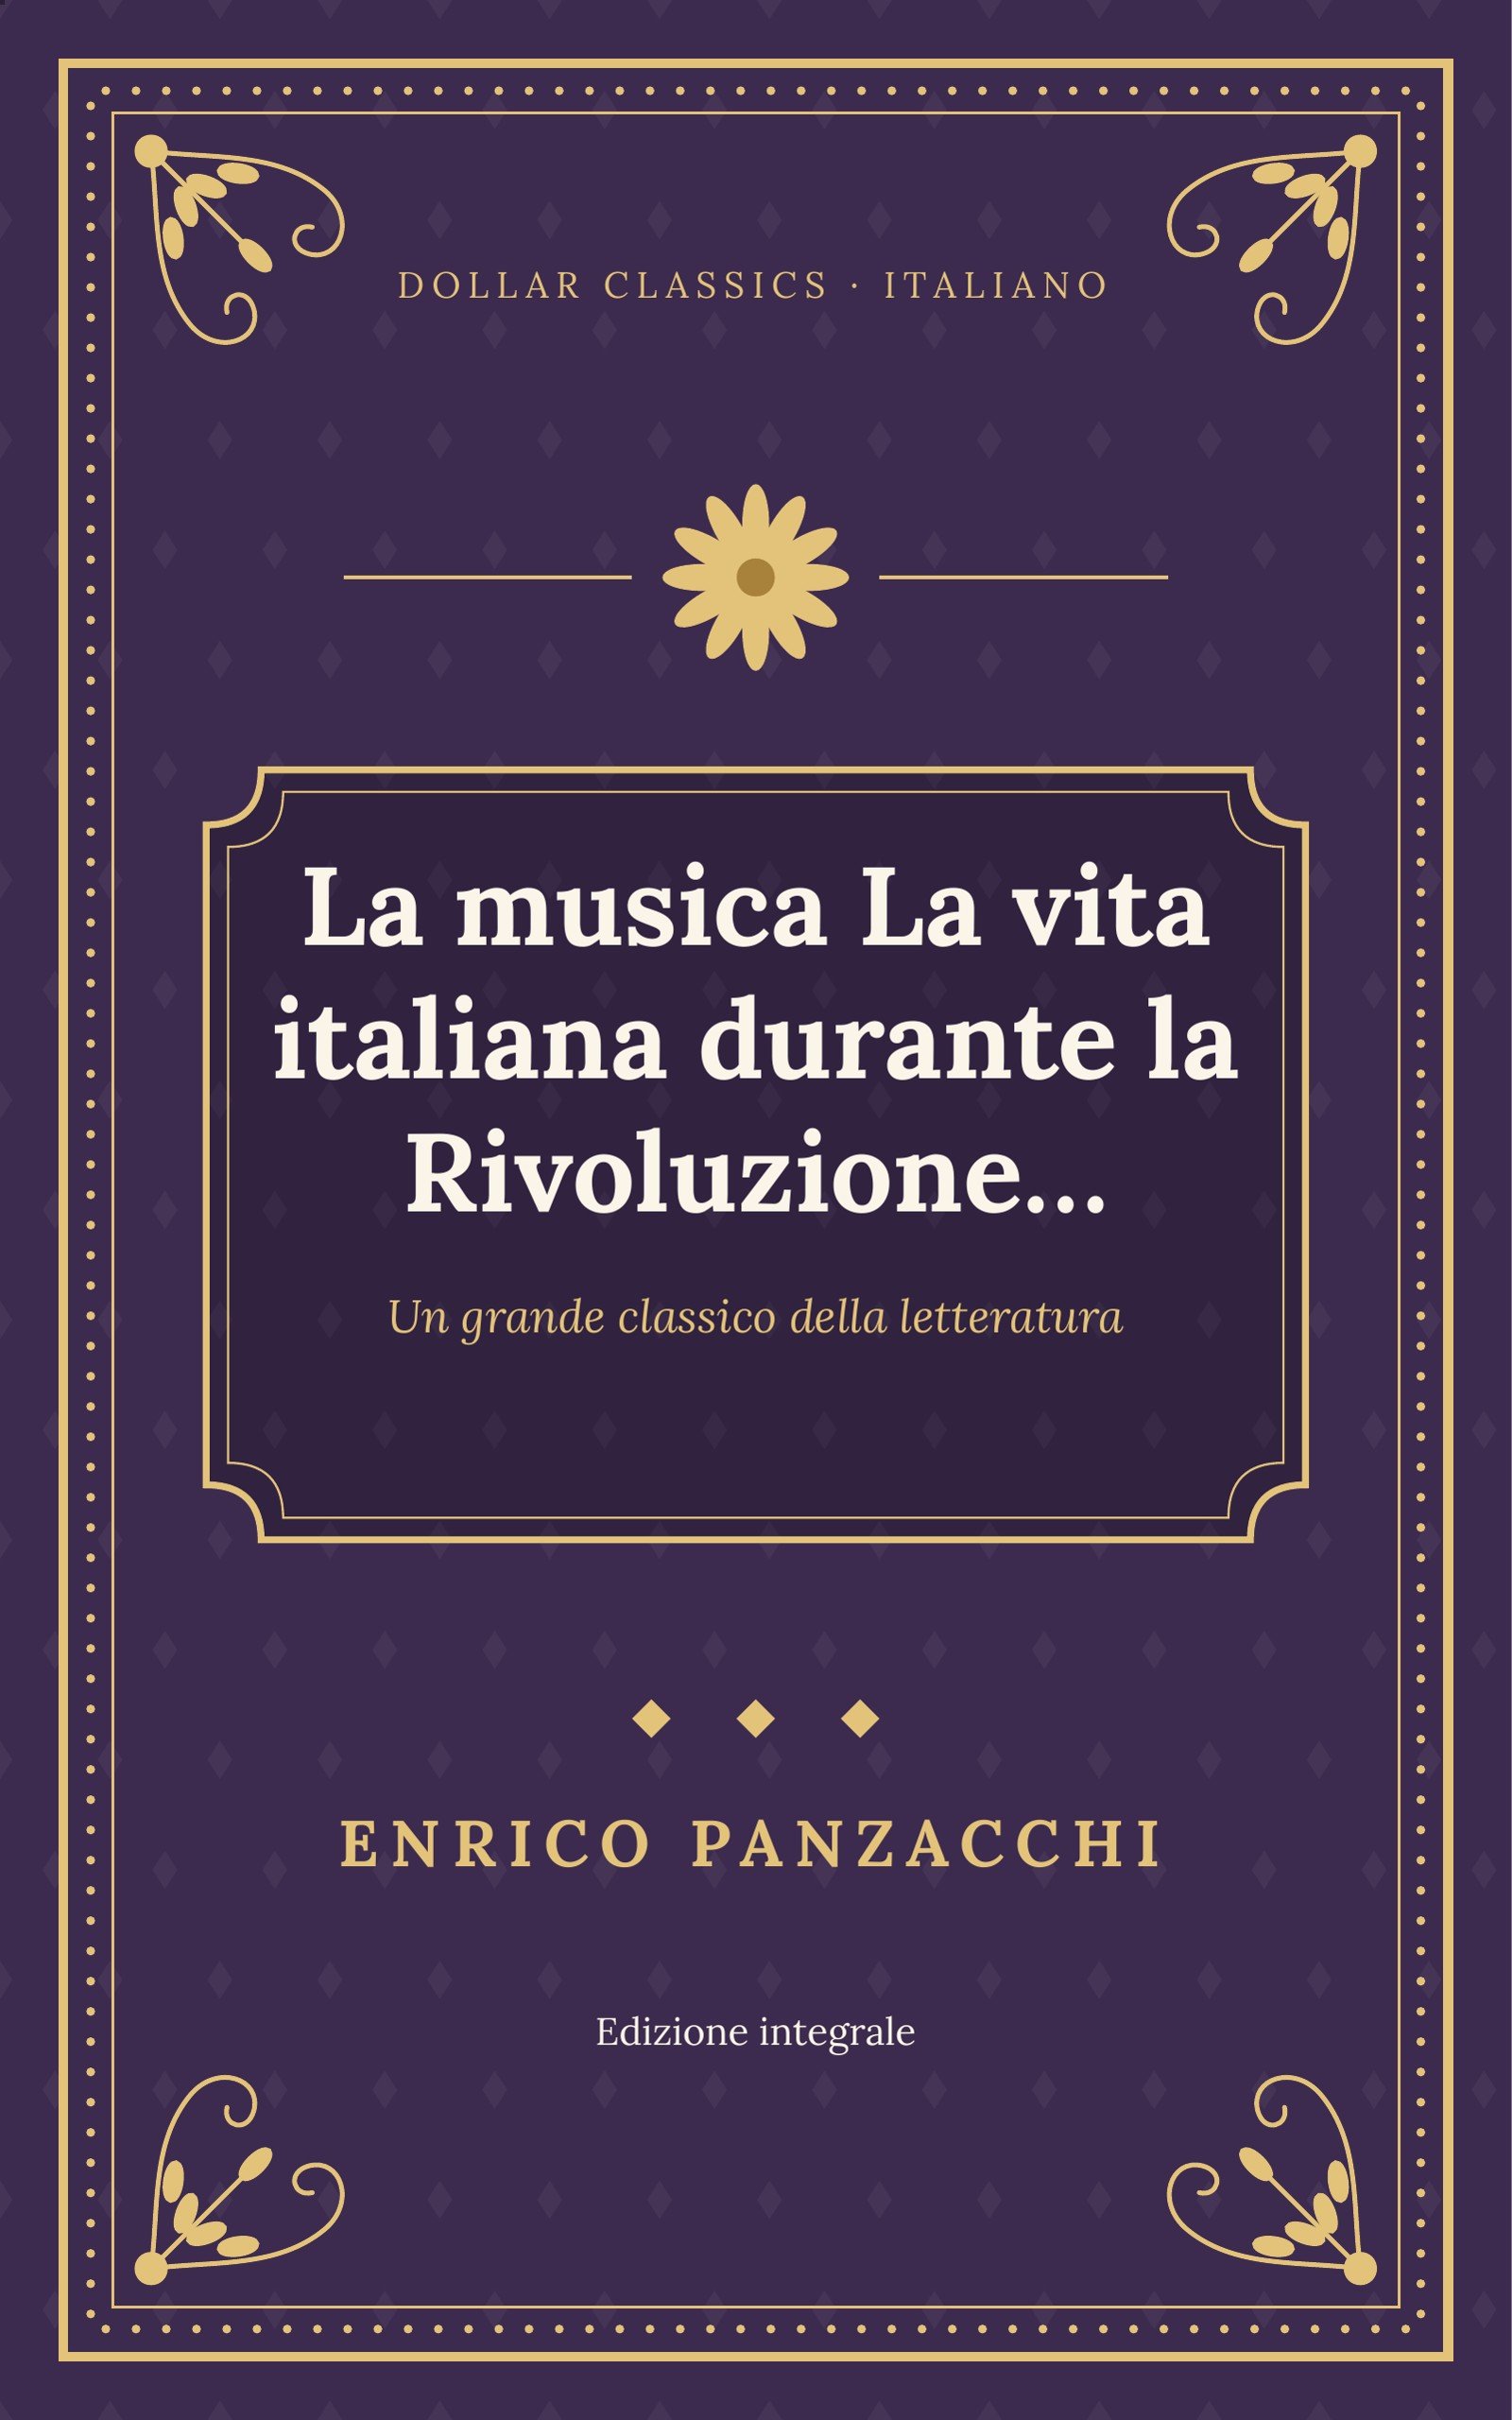 DOLLAR CLASSICS · ITALIANO
La musica La vita
italiana durante la
Rivoluzione...
Un grande classico della letteratura
ENRICO PANZACCHI
Edizione integrale